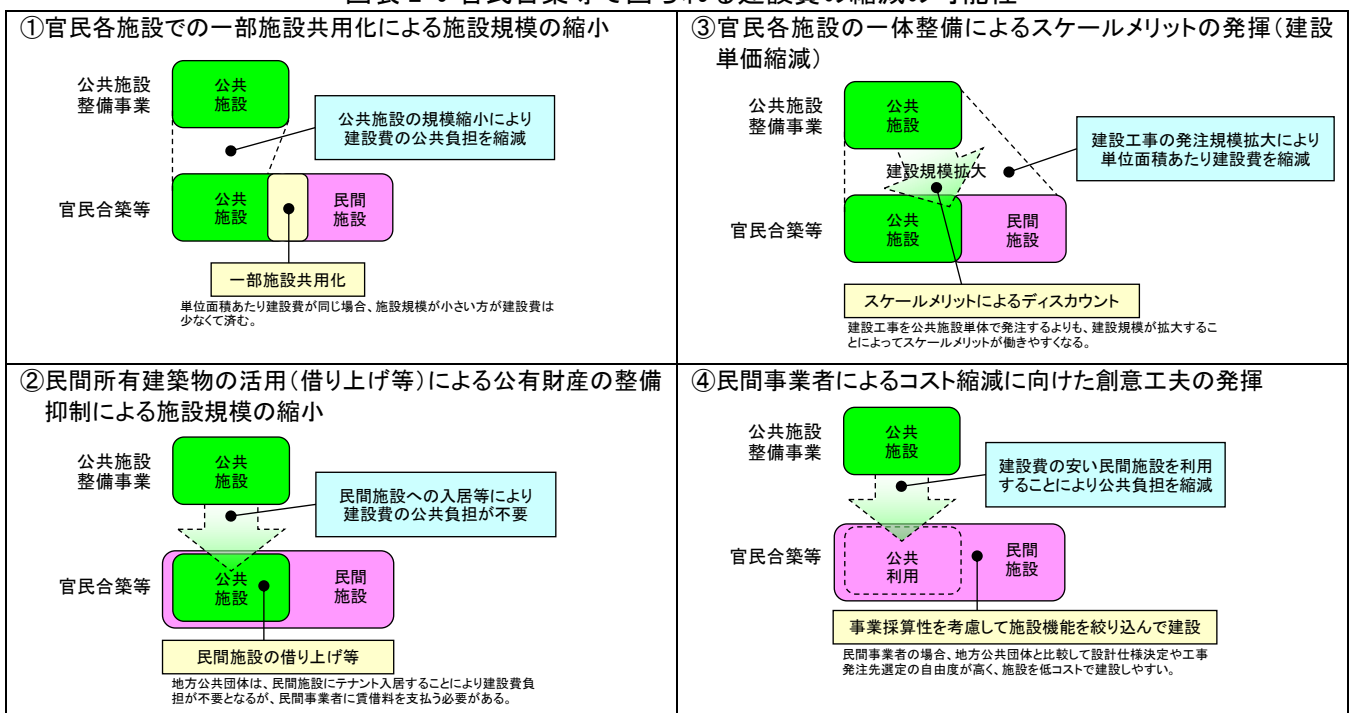 ①官民各施設での一部施設共用化による施設規模の縮小
公共施設
整備事業
公共
施設
公共施設の規模縮小により
建設費の公共負担を縮減
官民合築等
公共
施設
民間
施設
一部施設共用化
単位面積あたり建設費が同じ場合、施設規模が小さい方が建設費は
少なくて済む。
③官民各施設の一体整備によるスケールメリットの発揮(建設
単価縮減)
公共施設
整備事業
公共
施設
建設工事の発注規模拡大により
単位面積あたり建設費を縮減
建設規模拡大
官民合築等
公共
施設
民間
施設
スケールメリットによるディスカウント
建設工事を公共施設単体で発注するよりも、建設規模が拡大するこ
とによってスケールメリットが働きやすくなる。
②民間所有建築物の活用(借り上げ等)による公有財産の整備
抑制による施設規模の縮小
公共施設
整備事業
公共
施設
民間施設への入居等により
建設費の公共負担が不要
官民合築等
公共
施設
民間
施設
民間施設の借り上げ等
地方公共団体は、民間施設にテナント入居することにより建設費負
担が不要となるが、民間事業者に賃借料を支払う必要がある。
④民間事業者によるコスト縮減に向けた創意工夫の発揮
公共施設
整備事業
公共
施設
建設費の安い民間施設を利用
することにより公共負担を縮減
官民合築等
公共
利用
民間
施設
事業採算性を考慮して施設機能を絞り込んで建設
民間事業者の場合、地方公共団体と比較して設計仕様決定や工事
発注先選定の自由度が高く、施設を低コストで建設しやすい。